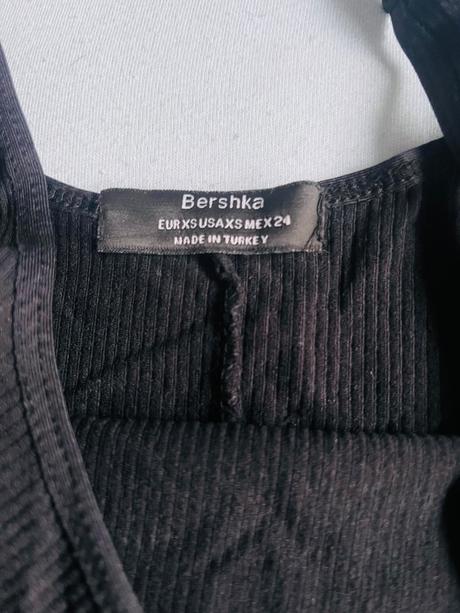 Bershka
EUR XS USA XS MEX 24
MADE IN TURKEY